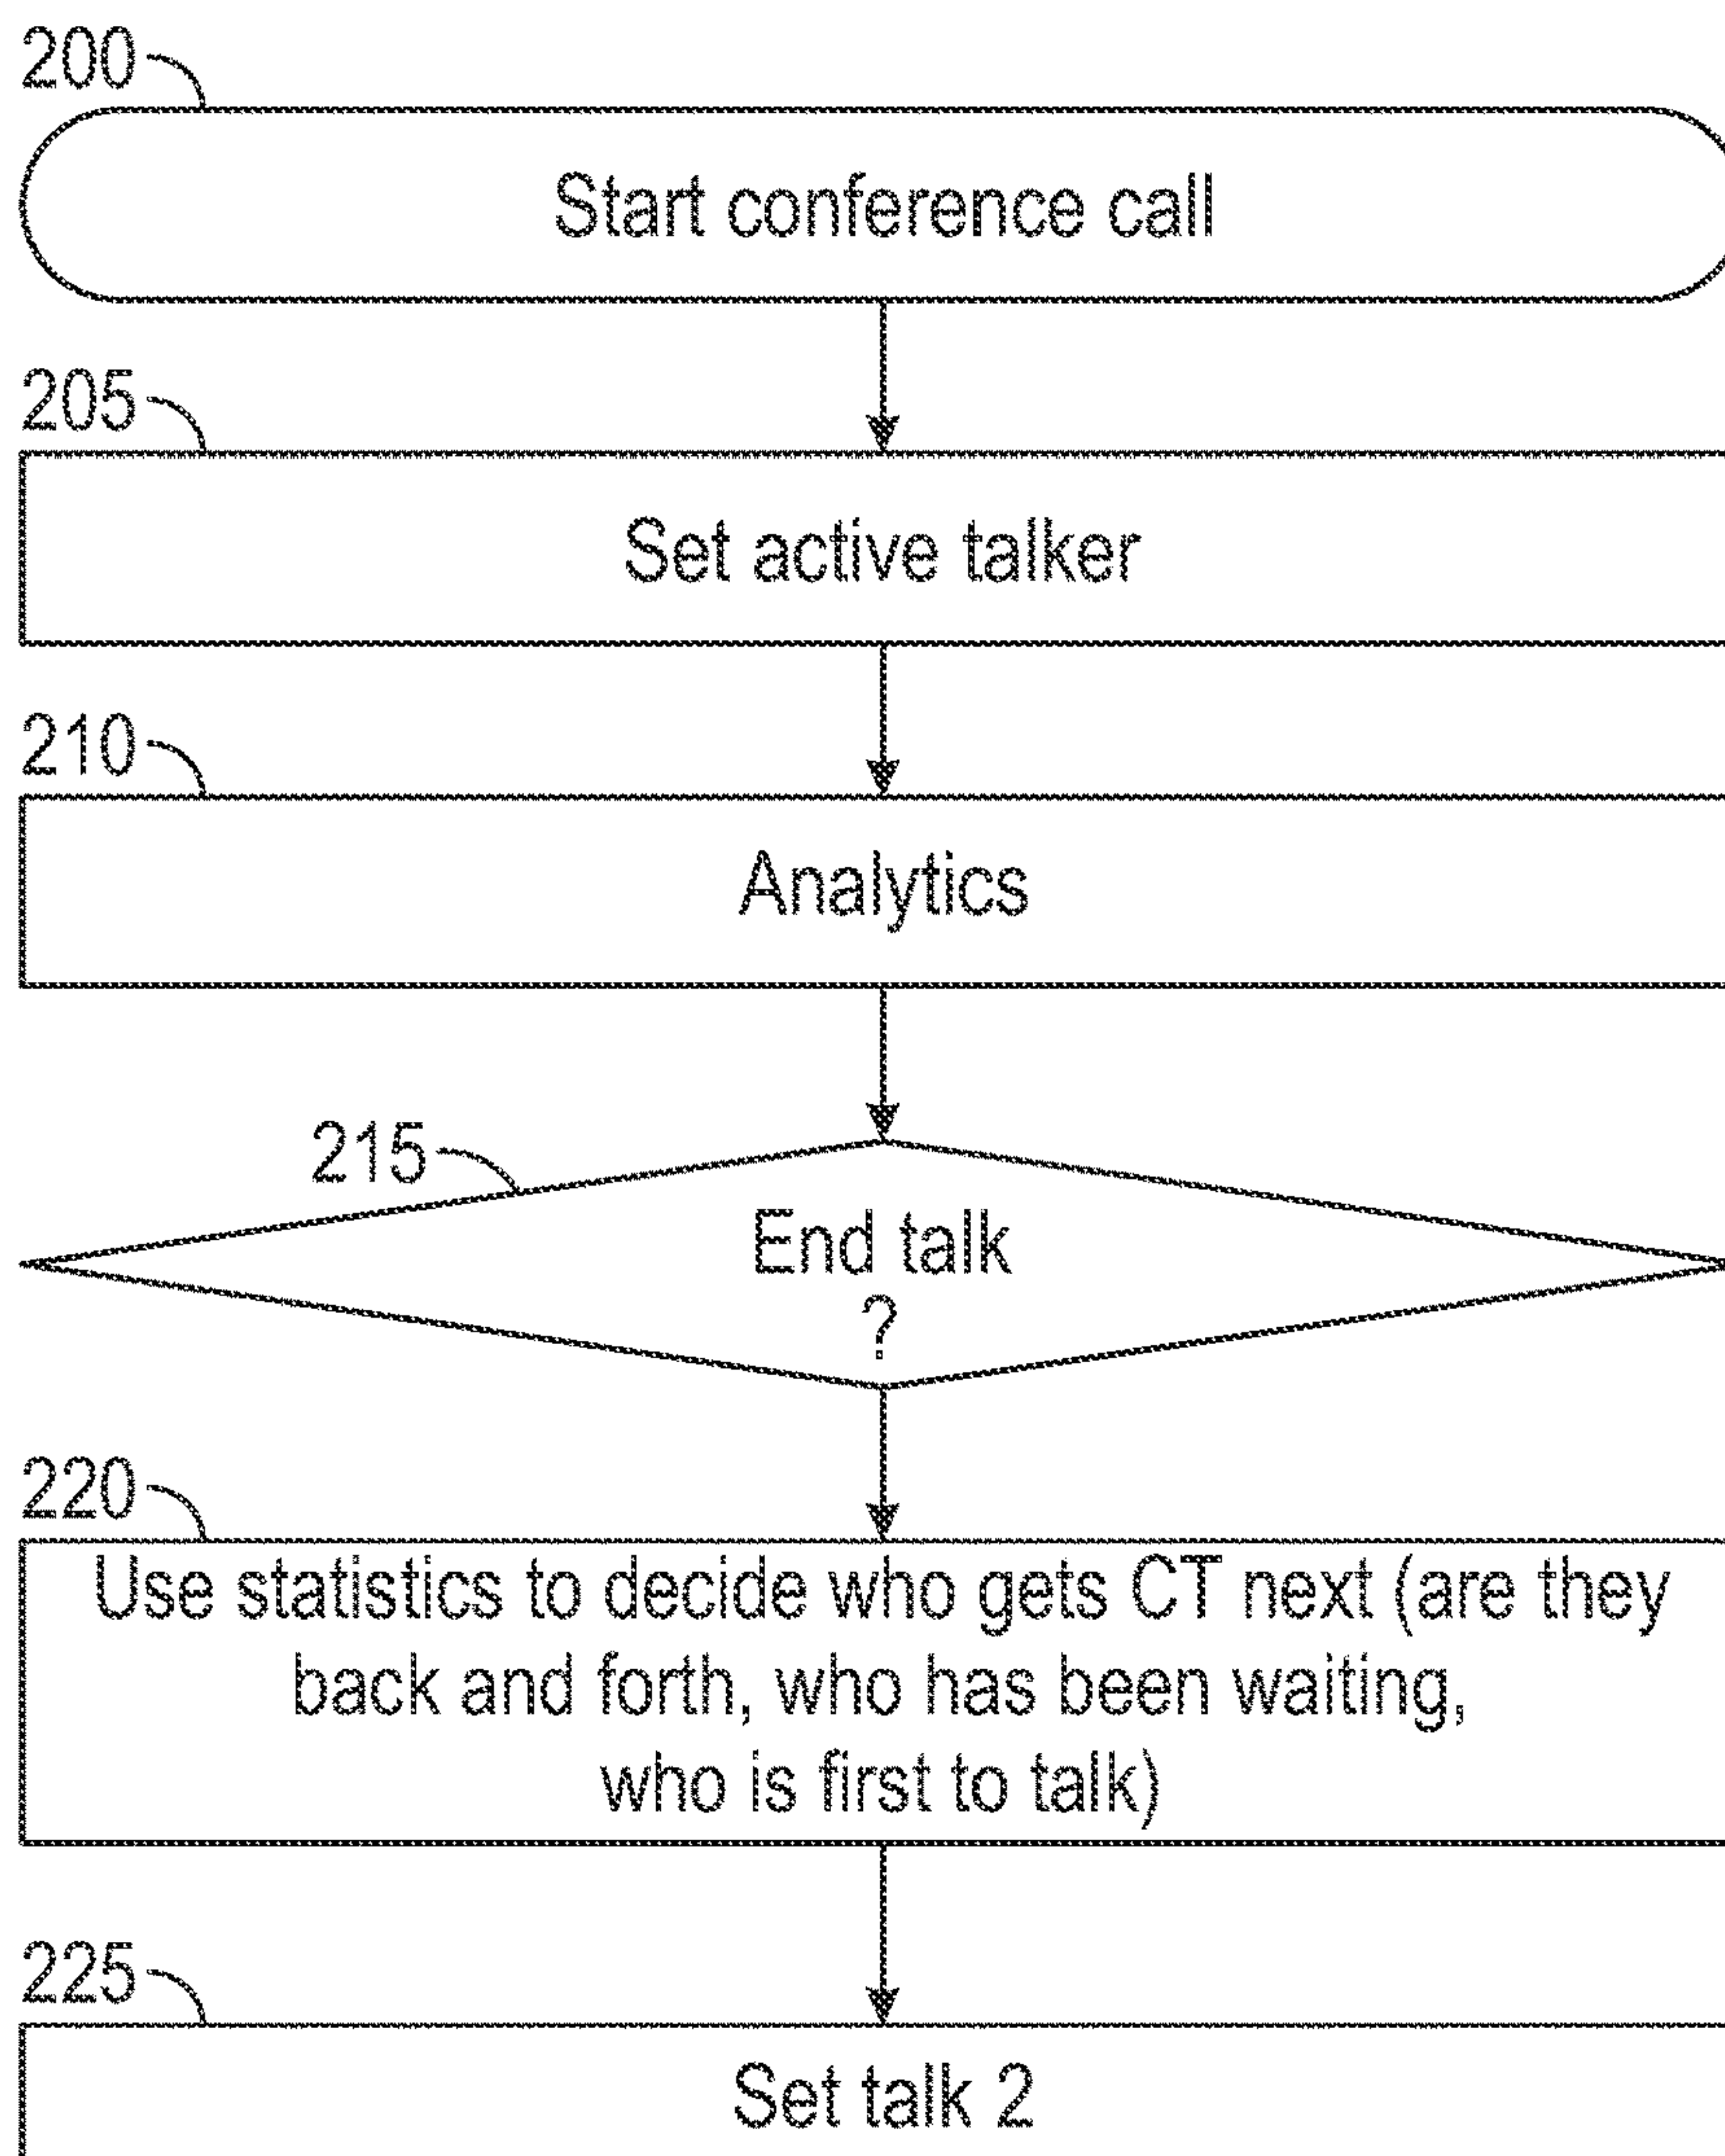 200
Start conference call
205
Set active talker
210
Analytics
215
End talk
?
220
Use statistics to decide who gets CT next (are they
back and forth, who has been waiting,
who is first to talk)
225
Set talk 2